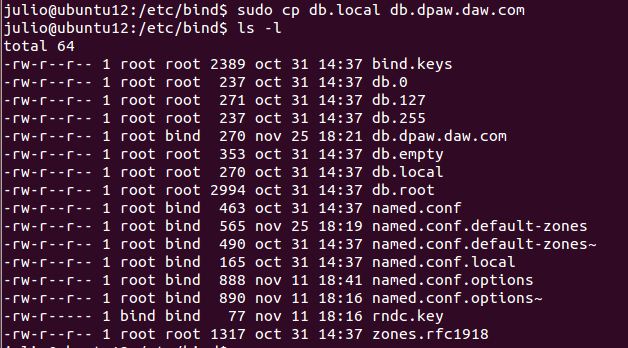 julio@ubuntu12:/etc/bind$ sudo cp db.local db.dpaw.daw.com
julio@ubuntu12:/etc/bind$ ls -l
total 64
-rw-r--r-- 1 root root 2389 oct 31 14:37 bind.keys
-rw-r--r-- 1 root root  237 oct 31 14:37 db.0
-rw-r--r-- 1 root root  271 oct 31 14:37 db.127
-rw-r--r-- 1 root root  237 oct 31 14:37 db.255
-rw-r--r-- 1 root bind  270 nov 25 18:21 db.dpaw.daw.com
-rw-r--r-- 1 root root  353 oct 31 14:37 db.empty
-rw-r--r-- 1 root root  270 oct 31 14:37 db.local
-rw-r--r-- 1 root root 2994 oct 31 14:37 db.root
-rw-r--r-- 1 root bind  463 oct 31 14:37 named.conf
-rw-r--r-- 1 root bind  565 nov 25 18:19 named.conf.default-zones
-rw-r--r-- 1 root bind  490 oct 31 14:37 named.conf.default-zones~
-rw-r--r-- 1 root bind  165 oct 31 14:37 named.conf.local
-rw-r--r-- 1 root bind  888 nov 11 18:41 named.conf.options
-rw-r--r-- 1 root bind  890 nov 11 18:16 named.conf.options~
-rw-r----- 1 bind bind   77 nov 11 18:16 rndc.key
-rw-r--r-- 1 root root 1317 oct 31 14:37 zones.rfc1918
julio@ubuntu12:/etc/bind$